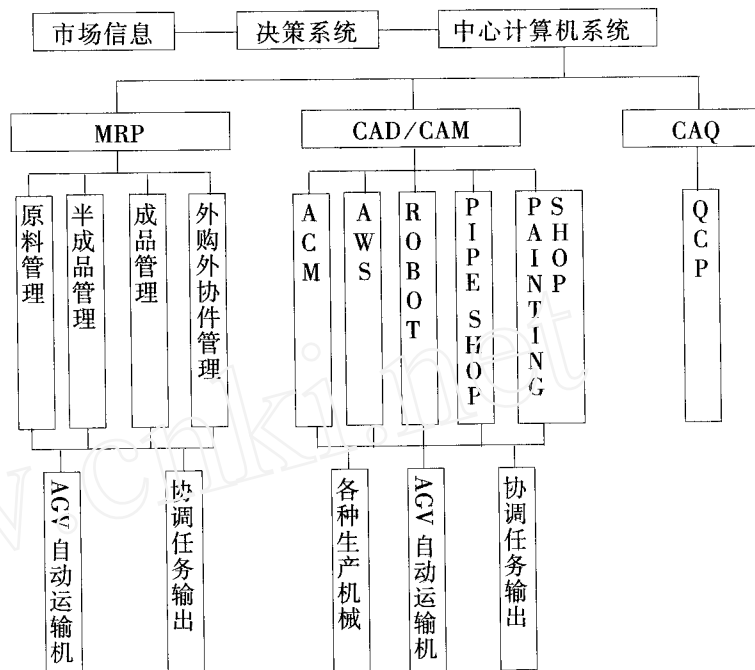 市场信息
决策系统
中心计算机系统
MRP
CAD/CAM
CAQ
原料管理
半成品管理
成品管理
外购外协件管理
ACM
AWS
ROBOT
PIPE SHOP
PAINTING
SHOP
QCP
AGV自动运输机
协调任务输出
各种生产机械
AGV自动运输机
协调任务输出
v.cnki.net